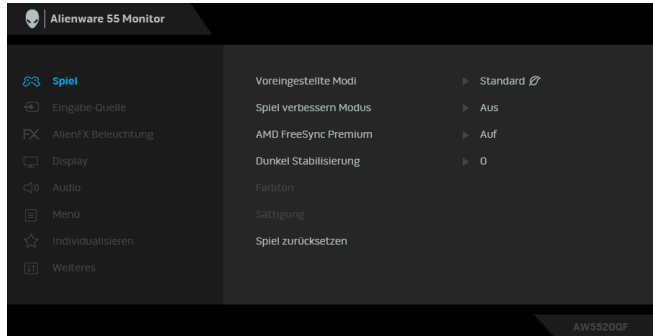 Alienware 55 Monitor
Spiel
Voreingestellte Modi
Standard
Eingabe-Quelle
Spiel verbessern Modus
Aus
AlienFX Beleuchtung
AMD FreeSync Premium
Auf
Display
Dunkel Stabilisierung
0
Audio
Farbton
Menü
Sättigung
Individualisieren
Spiel zurücksetzen
Weiteres
AW5520QF